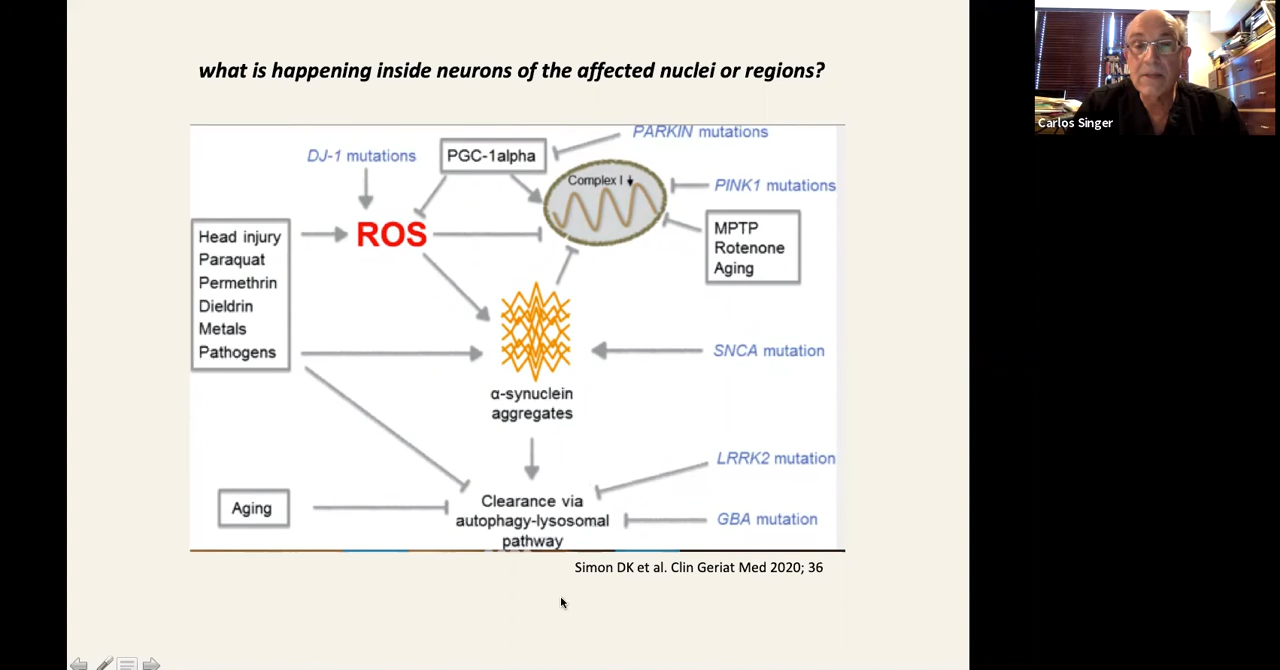 what is happening inside neurons of the affected nuclei or regions?
PARKIN mutations
DJ-1 mutations
PGC-1alpha
Complex I
PINK1 mutations
ROS
Head injury
Paraquat
Permethrin
Dieldrin
Metals
Pathogens
MPTP
Rotenone
Aging
SNCA mutation
α-synuclein
aggregates
LRRK2 mutation
Aging
Clearance via
autophagy-lysosomal
pathway
GBA mutation
Simon DK et al. Clin Geriat Med 2020; 36
Carlos Singer